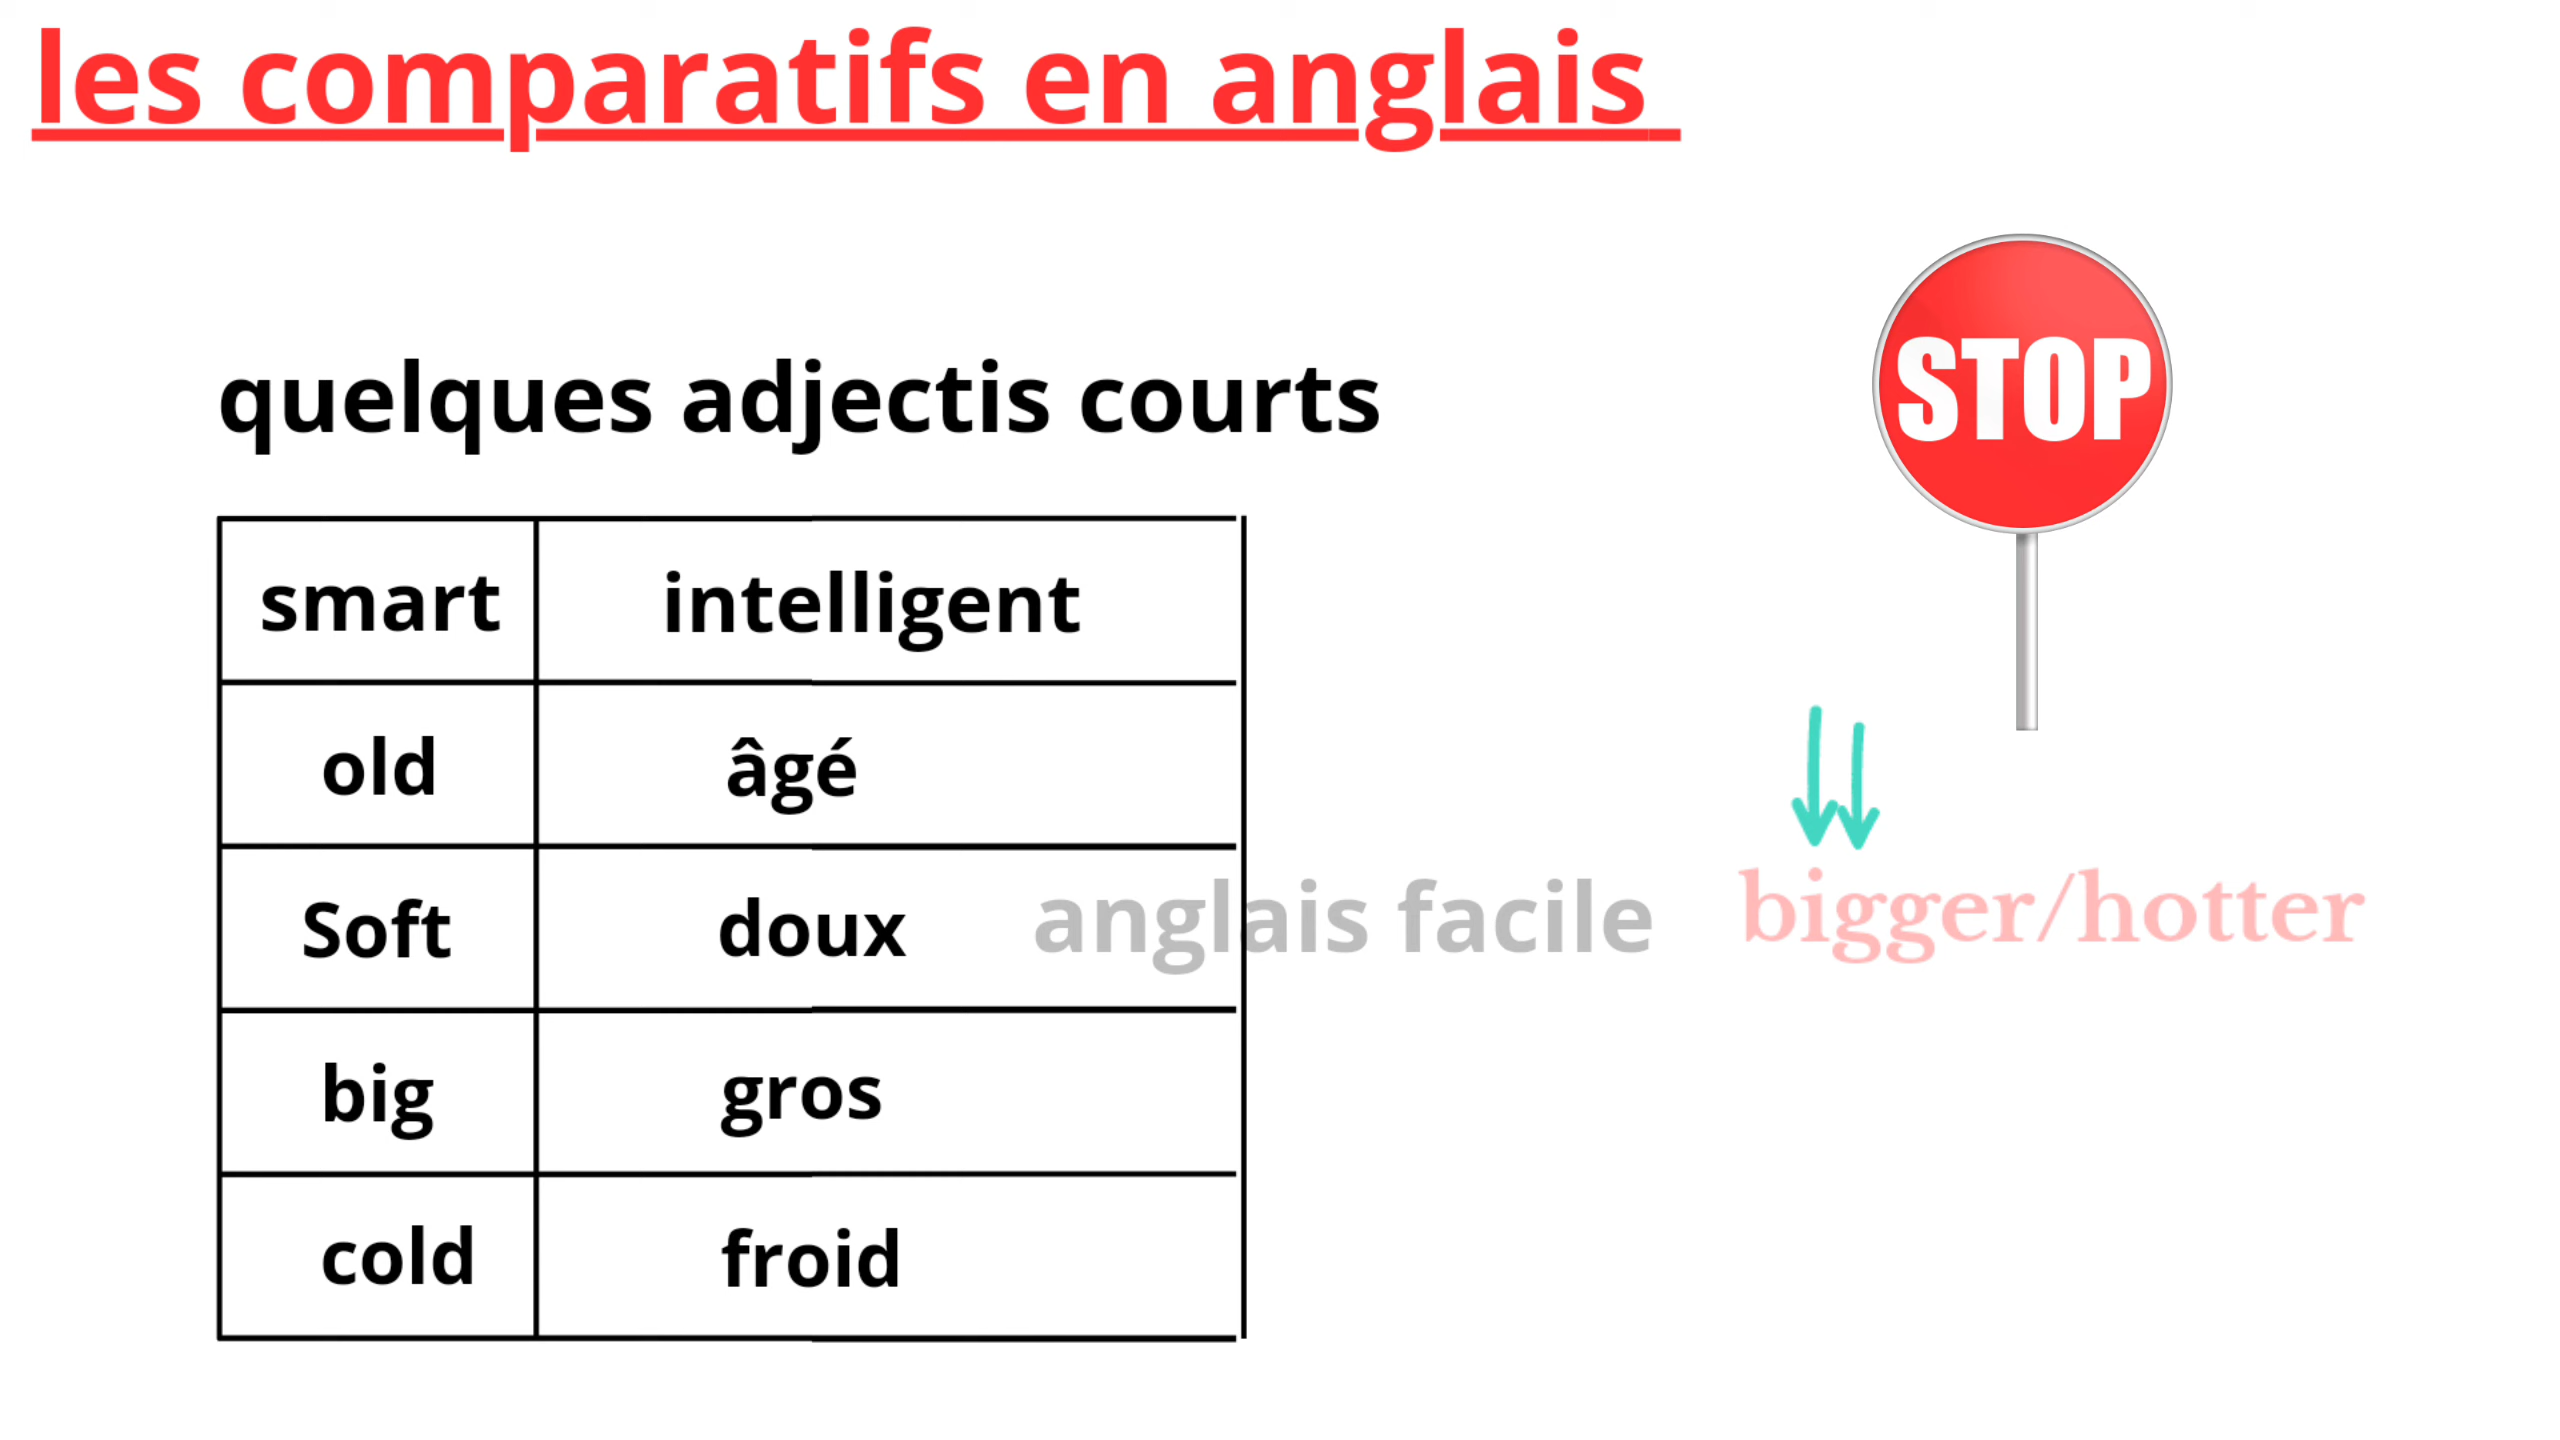 les comparatifs en anglais
STOP
quelques adjectis courts
smart intelligent
old âgé
Soft doux
anglais facile
bigger/hotter
big gros
cold froid